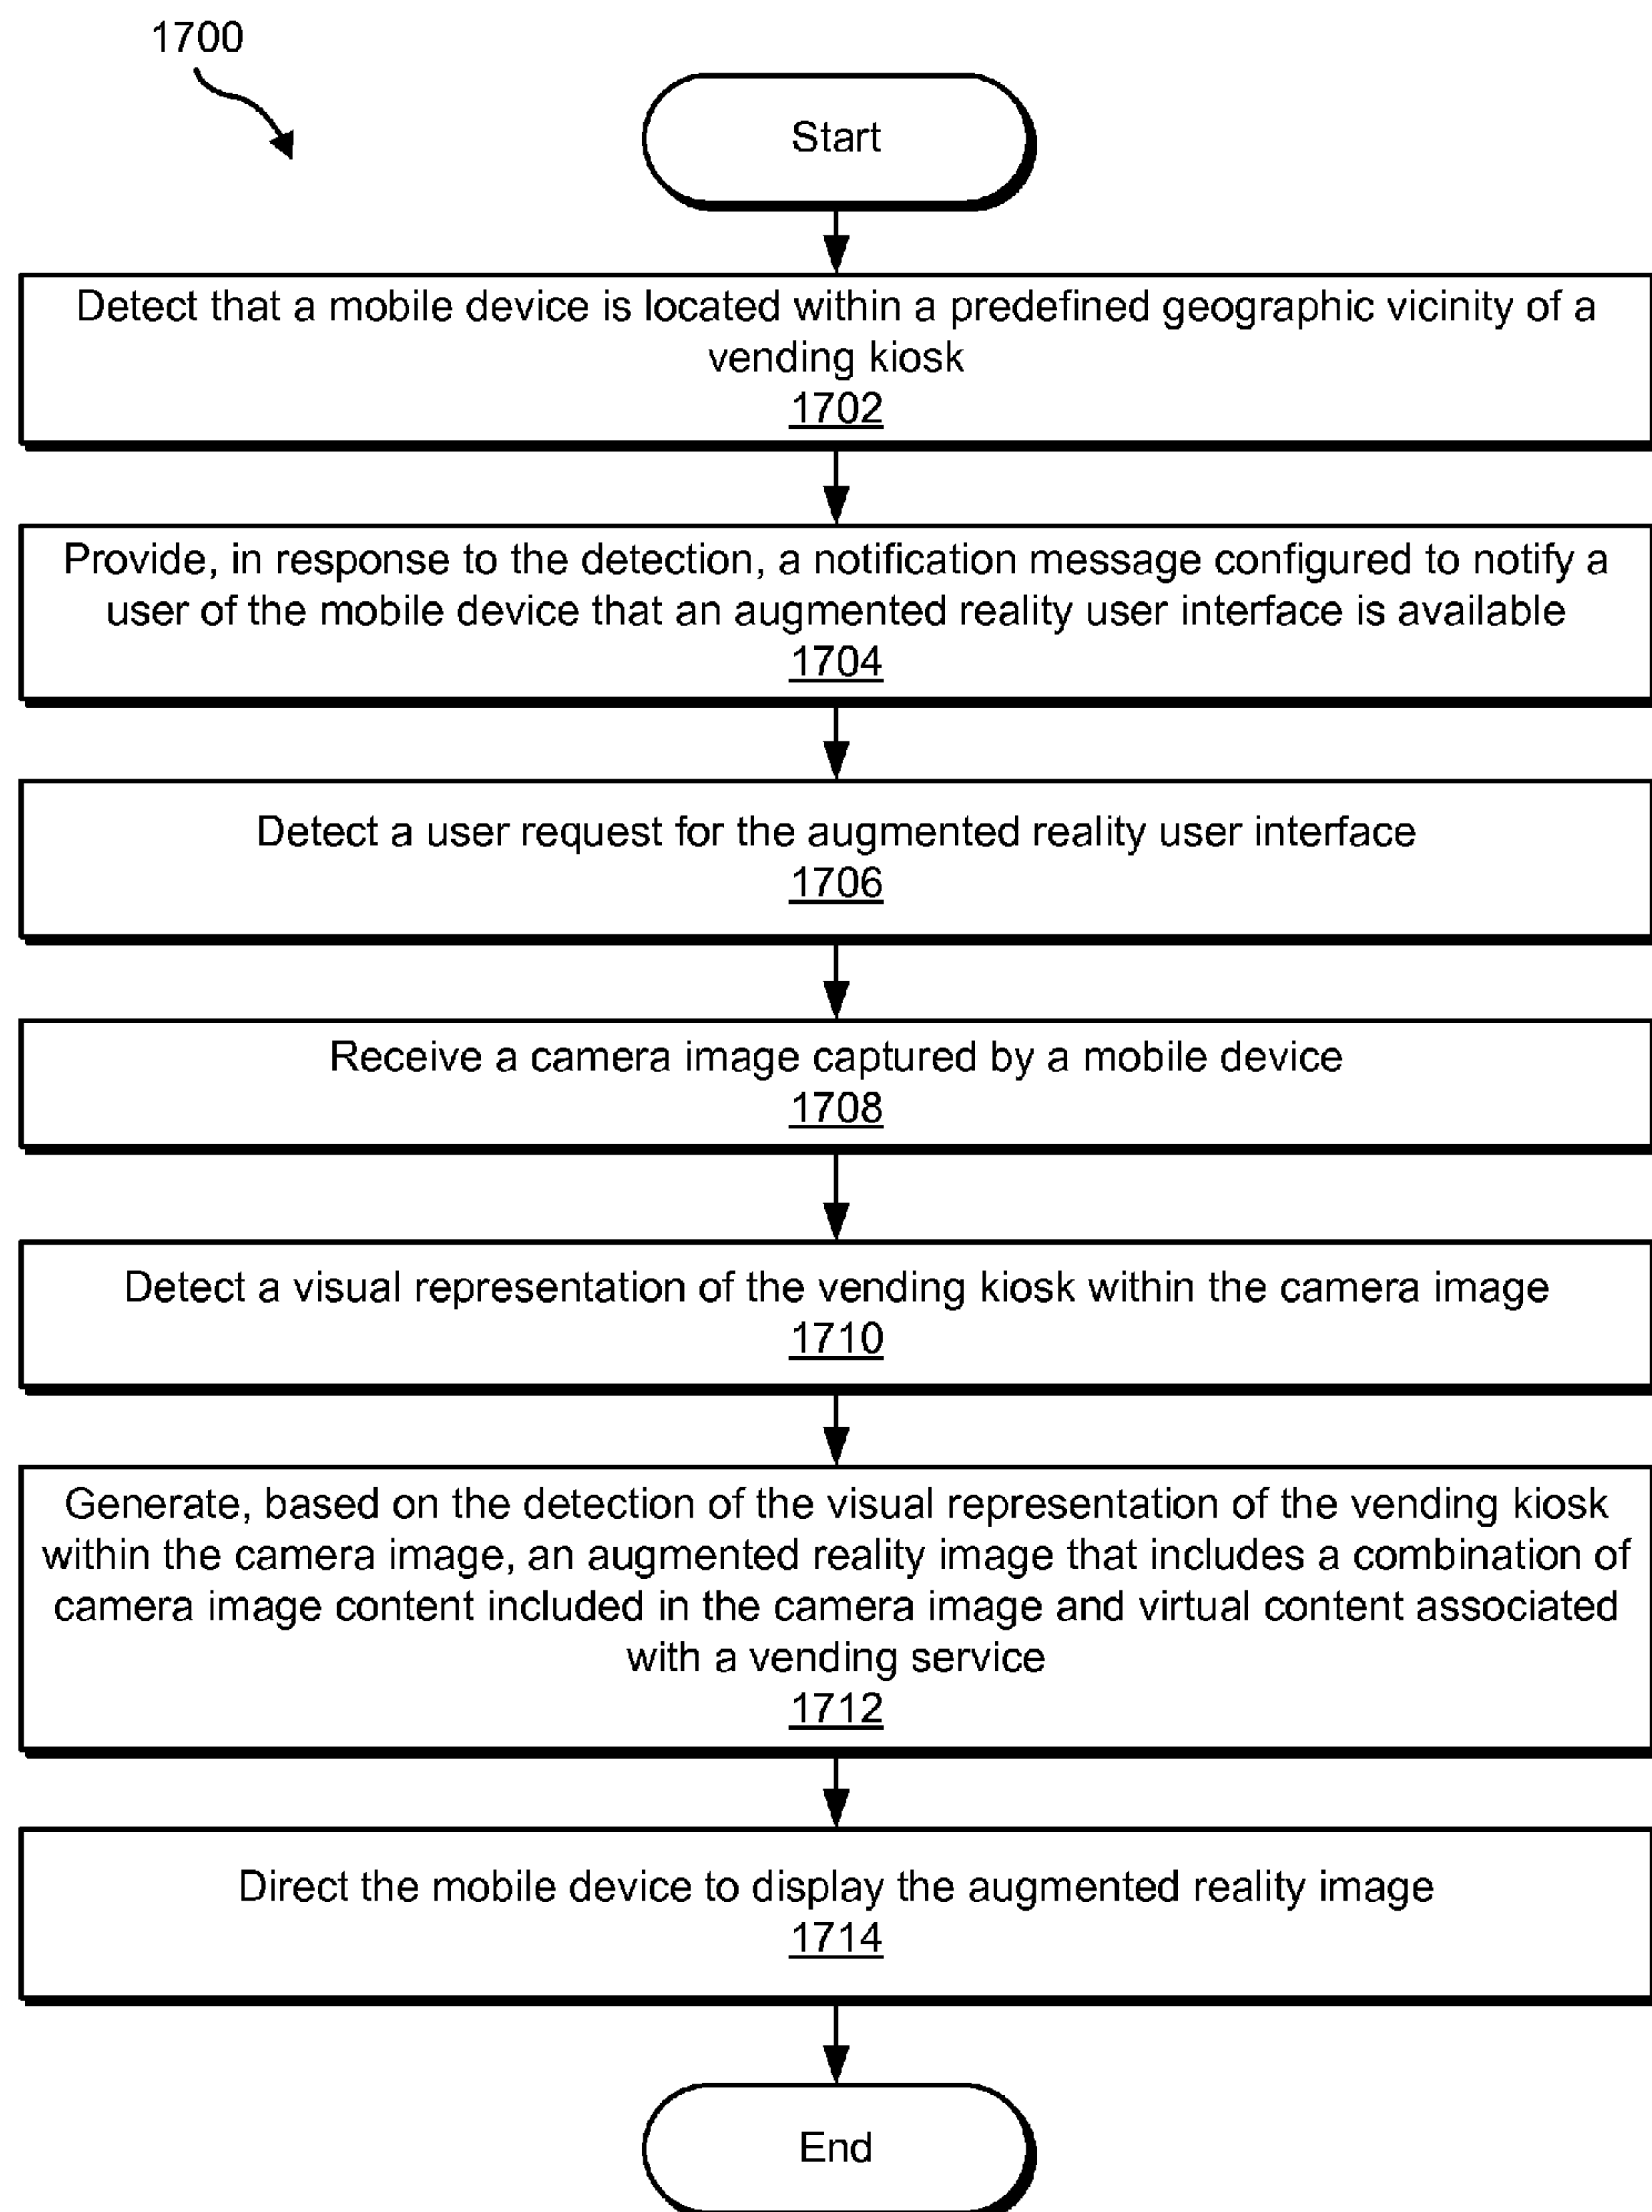 1700
Start
Detect that a mobile device is located within a predefined geographic vicinity of a
vending kiosk
1702
Provide, in response to the detection, a notification message configured to notify a
user of the mobile device that an augmented reality user interface is available
1704
Detect a user request for the augmented reality user interface
1706
Receive a camera image captured by a mobile device
1708
Detect a visual representation of the vending kiosk within the camera image
1710
Generate, based on the detection of the visual representation of the vending kiosk
within the camera image, an augmented reality image that includes a combination of
camera image content included in the camera image and virtual content associated
with a vending service
1712
Direct the mobile device to display the augmented reality image
1714
End